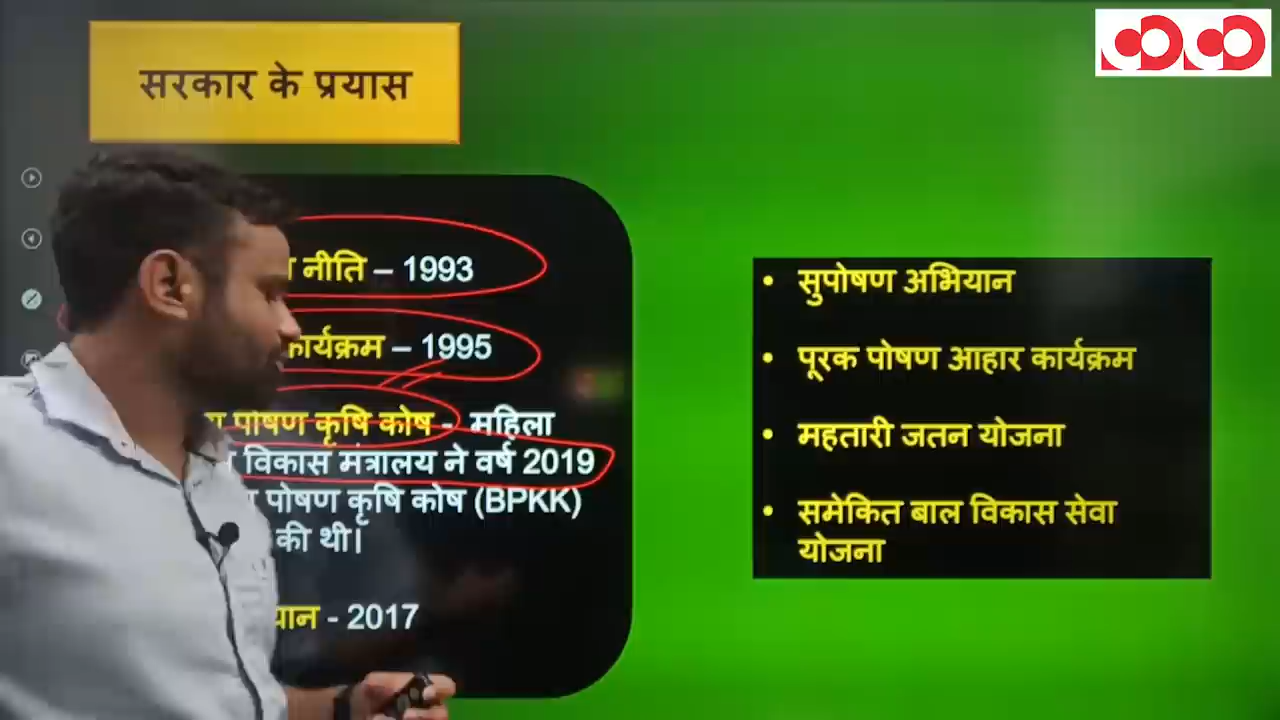 सरकार के प्रयास
नीति – 1993
कार्यक्रम – 1995
पोषण कृषि कोष - महिला
विकास मंत्रालय ने वर्ष 2019
पोषण कृषि कोष (BPKK)
की थी।
- 2017
• सुपोषण अभियान
• पूरक पोषण आहार कार्यक्रम
• महतारी जतन योजना
• समेकित बाल विकास सेवा
योजना